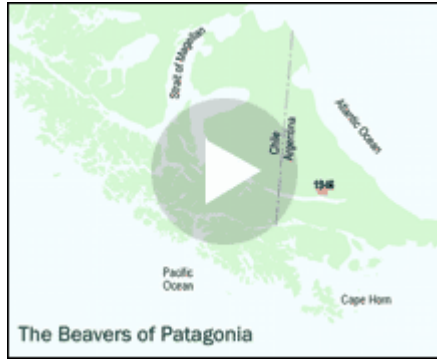 Strait of Magellan
Atlantic Ocean
Chile
Argentina
1946
Pacific
Ocean
Cape Horn
The Beavers of Patagonia